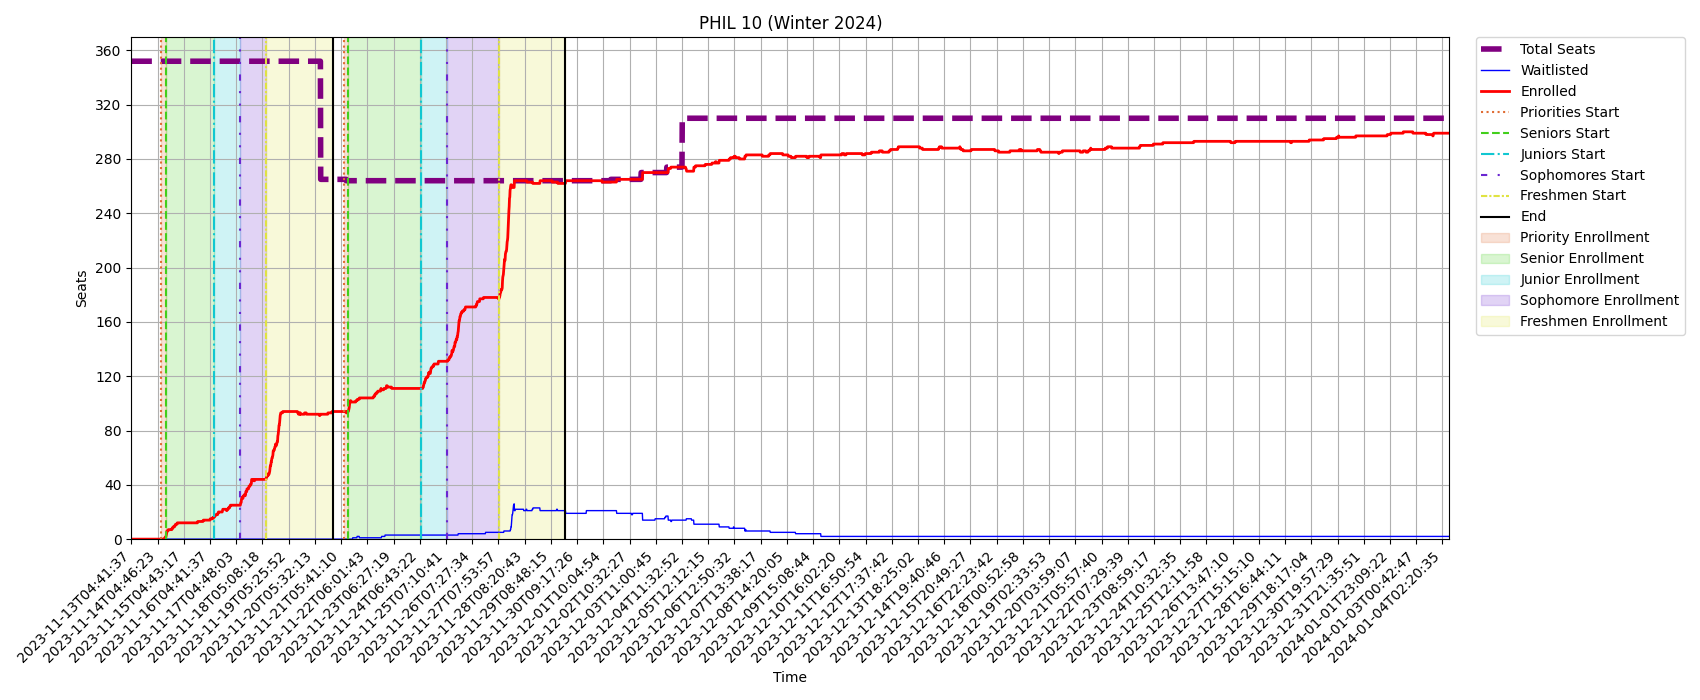 PHIL 10 (Winter 2024)
Seats
360
320
280
240
200
160
120
80
40
0
2023-11-13T04:41:37
2023-11-14T04:46:23
2023-11-15T04:43:17
2023-11-16T04:41:37
2023-11-17T04:48:03
2023-11-18T05:08:18
2023-11-19T05:25:52
2023-11-20T05:32:13
2023-11-21T05:41:10
2023-11-22T06:01:43
2023-11-23T06:27:19
2023-11-24T06:43:22
2023-11-25T07:10:41
2023-11-26T07:27:34
2023-11-27T07:53:57
2023-11-28T08:20:43
2023-11-29T08:48:15
2023-11-30T09:17:26
2023-12-01T10:04:54
2023-12-02T10:32:27
2023-12-03T11:00:45
2023-12-04T11:32:52
2023-12-05T12:12:15
2023-12-06T12:50:32
2023-12-07T13:38:17
2023-12-08T14:20:05
2023-12-09T15:08:44
2023-12-10T16:02:20
2023-12-11T16:50:54
2023-12-12T17:37:42
2023-12-13T18:25:02
2023-12-14T19:40:46
2023-12-15T20:49:27
2023-12-16T22:23:42
2023-12-18T00:52:58
2023-12-19T02:33:53
2023-12-20T03:59:07
2023-12-21T05:57:40
2023-12-22T07:29:39
2023-12-23T08:59:17
2023-12-24T10:32:35
2023-12-25T12:11:58
2023-12-26T13:47:10
2023-12-27T15:15:10
2023-12-28T16:44:11
2023-12-29T18:17:04
2023-12-30T19:57:29
2023-12-31T21:35:51
2024-01-01T23:09:22
2024-01-03T00:42:47
2024-01-04T02:20:35
Time
Total Seats
Waitlisted
Enrolled
Priorities Start
Seniors Start
Juniors Start
Sophomores Start
Freshmen Start
End
Priority Enrollment
Senior Enrollment
Junior Enrollment
Sophomore Enrollment
Freshmen Enrollment